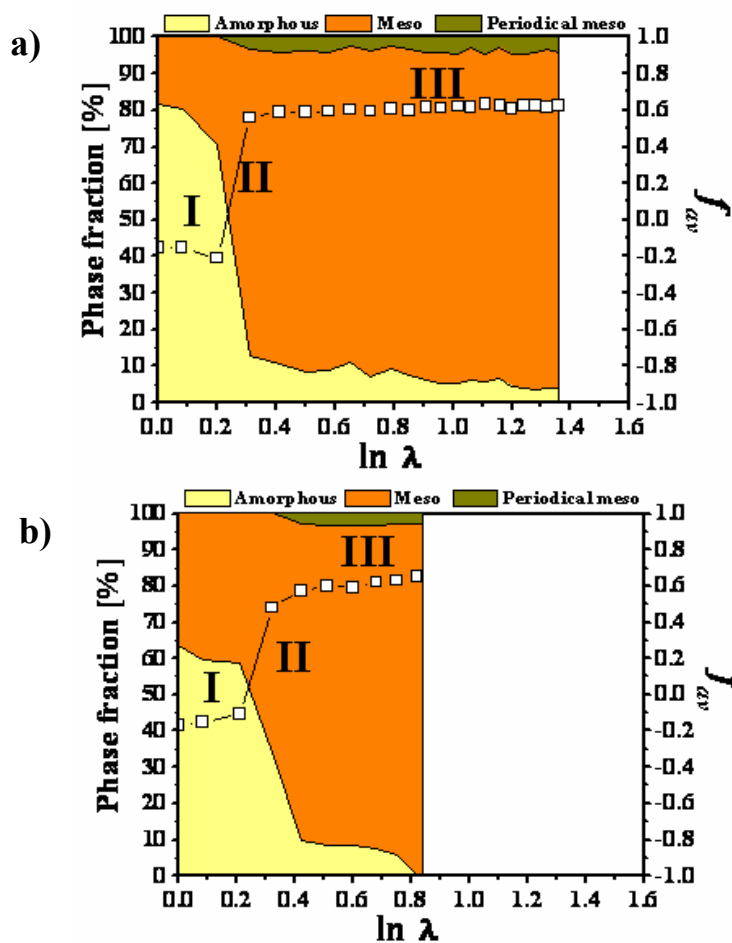 a)
Amorphous Meso Periodical meso
Phase fraction [%]
100
90
80
70
60
50
40
30
20
10
0
I
II
III
1.0
0.8
0.6
0.4
0.2
0.0
-0.2
-0.4
-0.6
-0.8
-1.0
f av
0.0 0.2 0.4 0.6 0.8 1.0 1.2 1.4 1.6
ln λ
b)
Amorphous Meso Periodical meso
Phase fraction [%]
100
90
80
70
60
50
40
30
20
10
0
I
II
III
1.0
0.8
0.6
0.4
0.2
0.0
-0.2
-0.4
-0.6
-0.8
-1.0
f av
0.0 0.2 0.4 0.6 0.8 1.0 1.2 1.4 1.6
ln λ